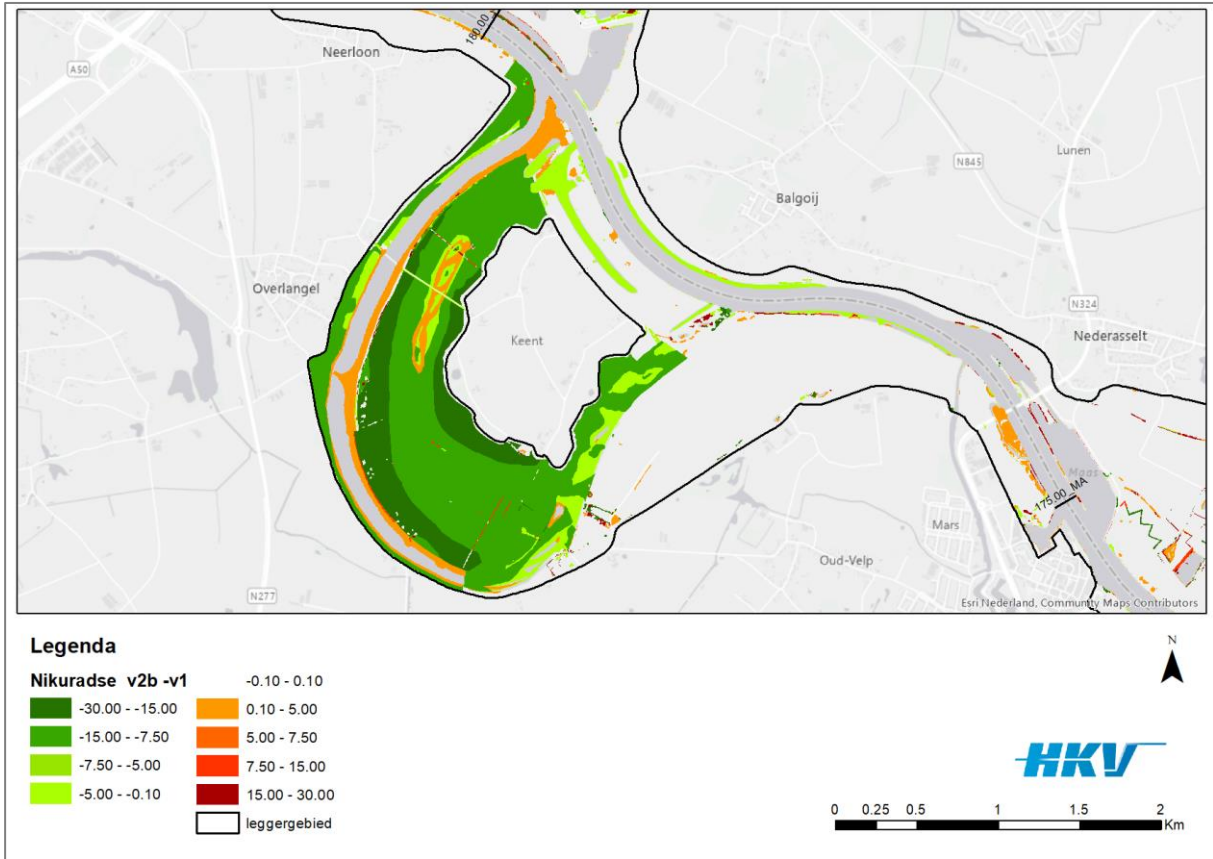 180.00
Neerloon
A50
Lunen
N845
Balgoij
Overlangel
N324
Nederasselt
Keent
Maas
175.00_MA
Mars
Oud-Velp
N277
Esri Nederland, Community Maps Contributors
Legenda
Nikuradse v2b -v1
-30.00 - -15.00
-15.00 - -7.50
-7.50 - -5.00
-5.00 - -0.10
-0.10 - 0.10
0.10 - 5.00
5.00 - 7.50
7.50 - 15.00
15.00 - 30.00
leggergebied
N
HKV
0 0.25 0.5 1 1.5 2
Km